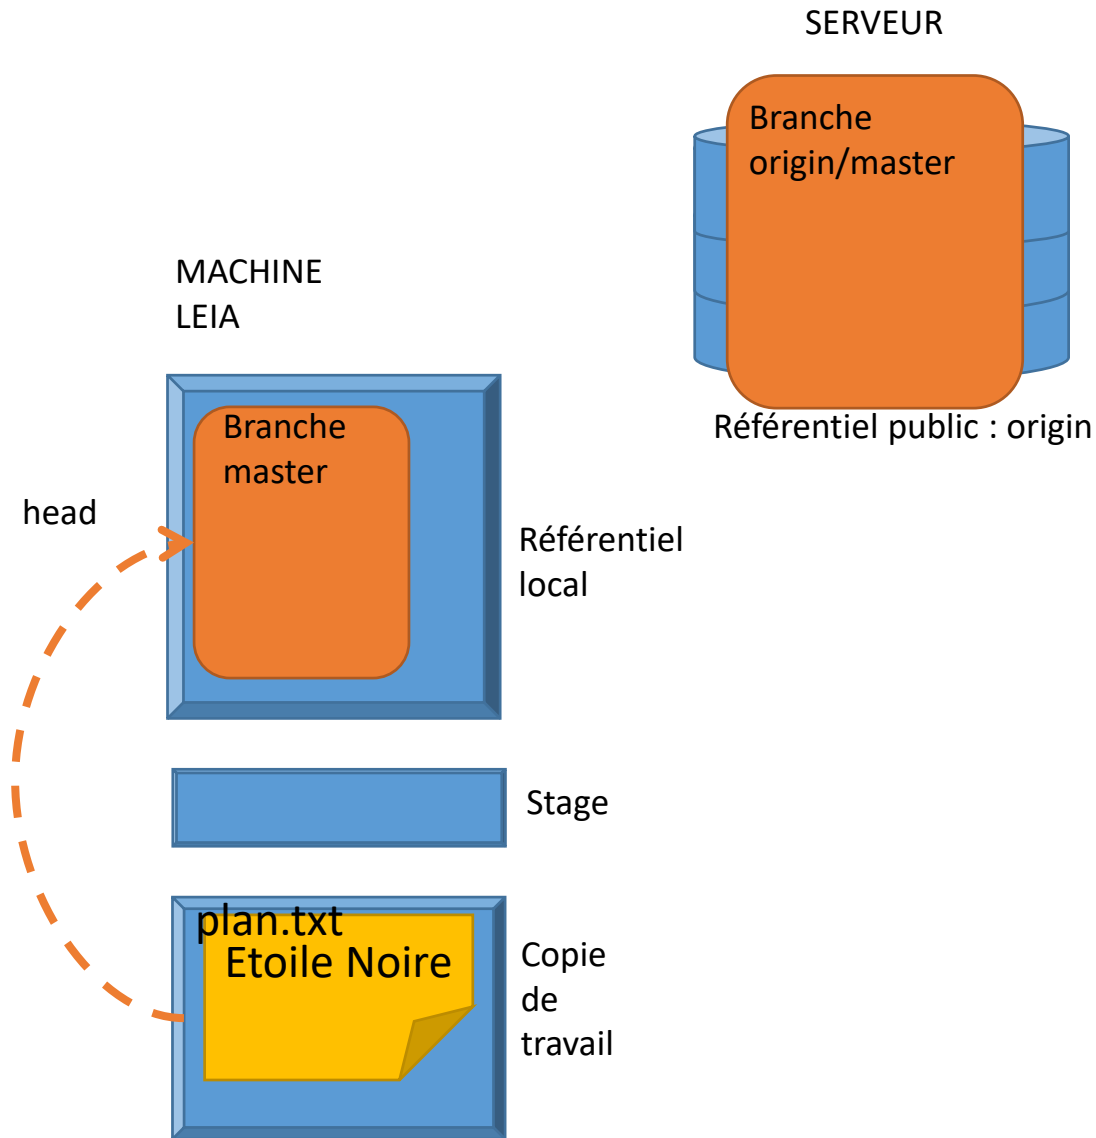 SERVEUR
Branche
origin/master
Référentiel public : origin
MACHINE
LEIA
Branche
master
head
Référentiel
local
Stage
plan.txt
Etoile Noire
Copie
de
travail